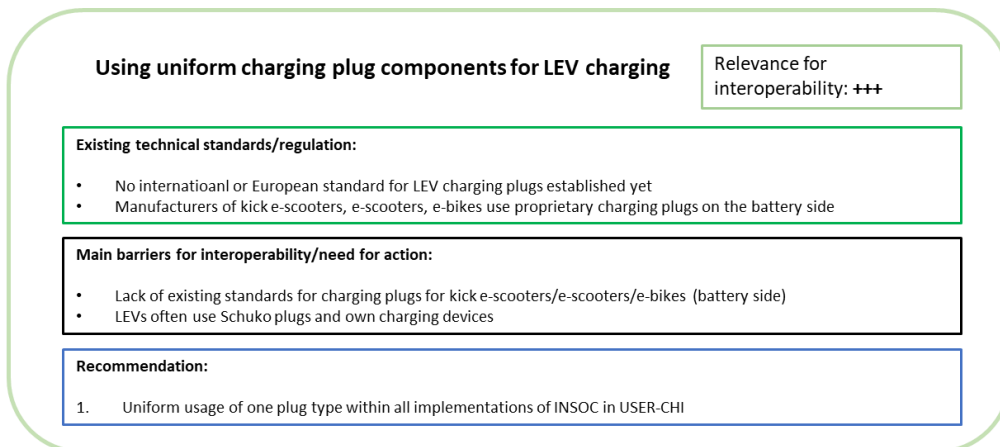 Using uniform charging plug components for LEV charging
Relevance for
interoperability: +++
Existing technical standards/regulation:
• No internatioanl or European standard for LEV charging plugs established yet
• Manufacturers of kick e-scooters, e-scooters, e-bikes use proprietary charging plugs on the battery side
Main barriers for interoperability/need for action:
• Lack of existing standards for charging plugs for kick e-scooters/e-scooters/e-bikes (battery side)
• LEVs often use Schuko plugs and own charging devices
Recommendation:
1. Uniform usage of one plug type within all implementations of INSOC in USER-CHI